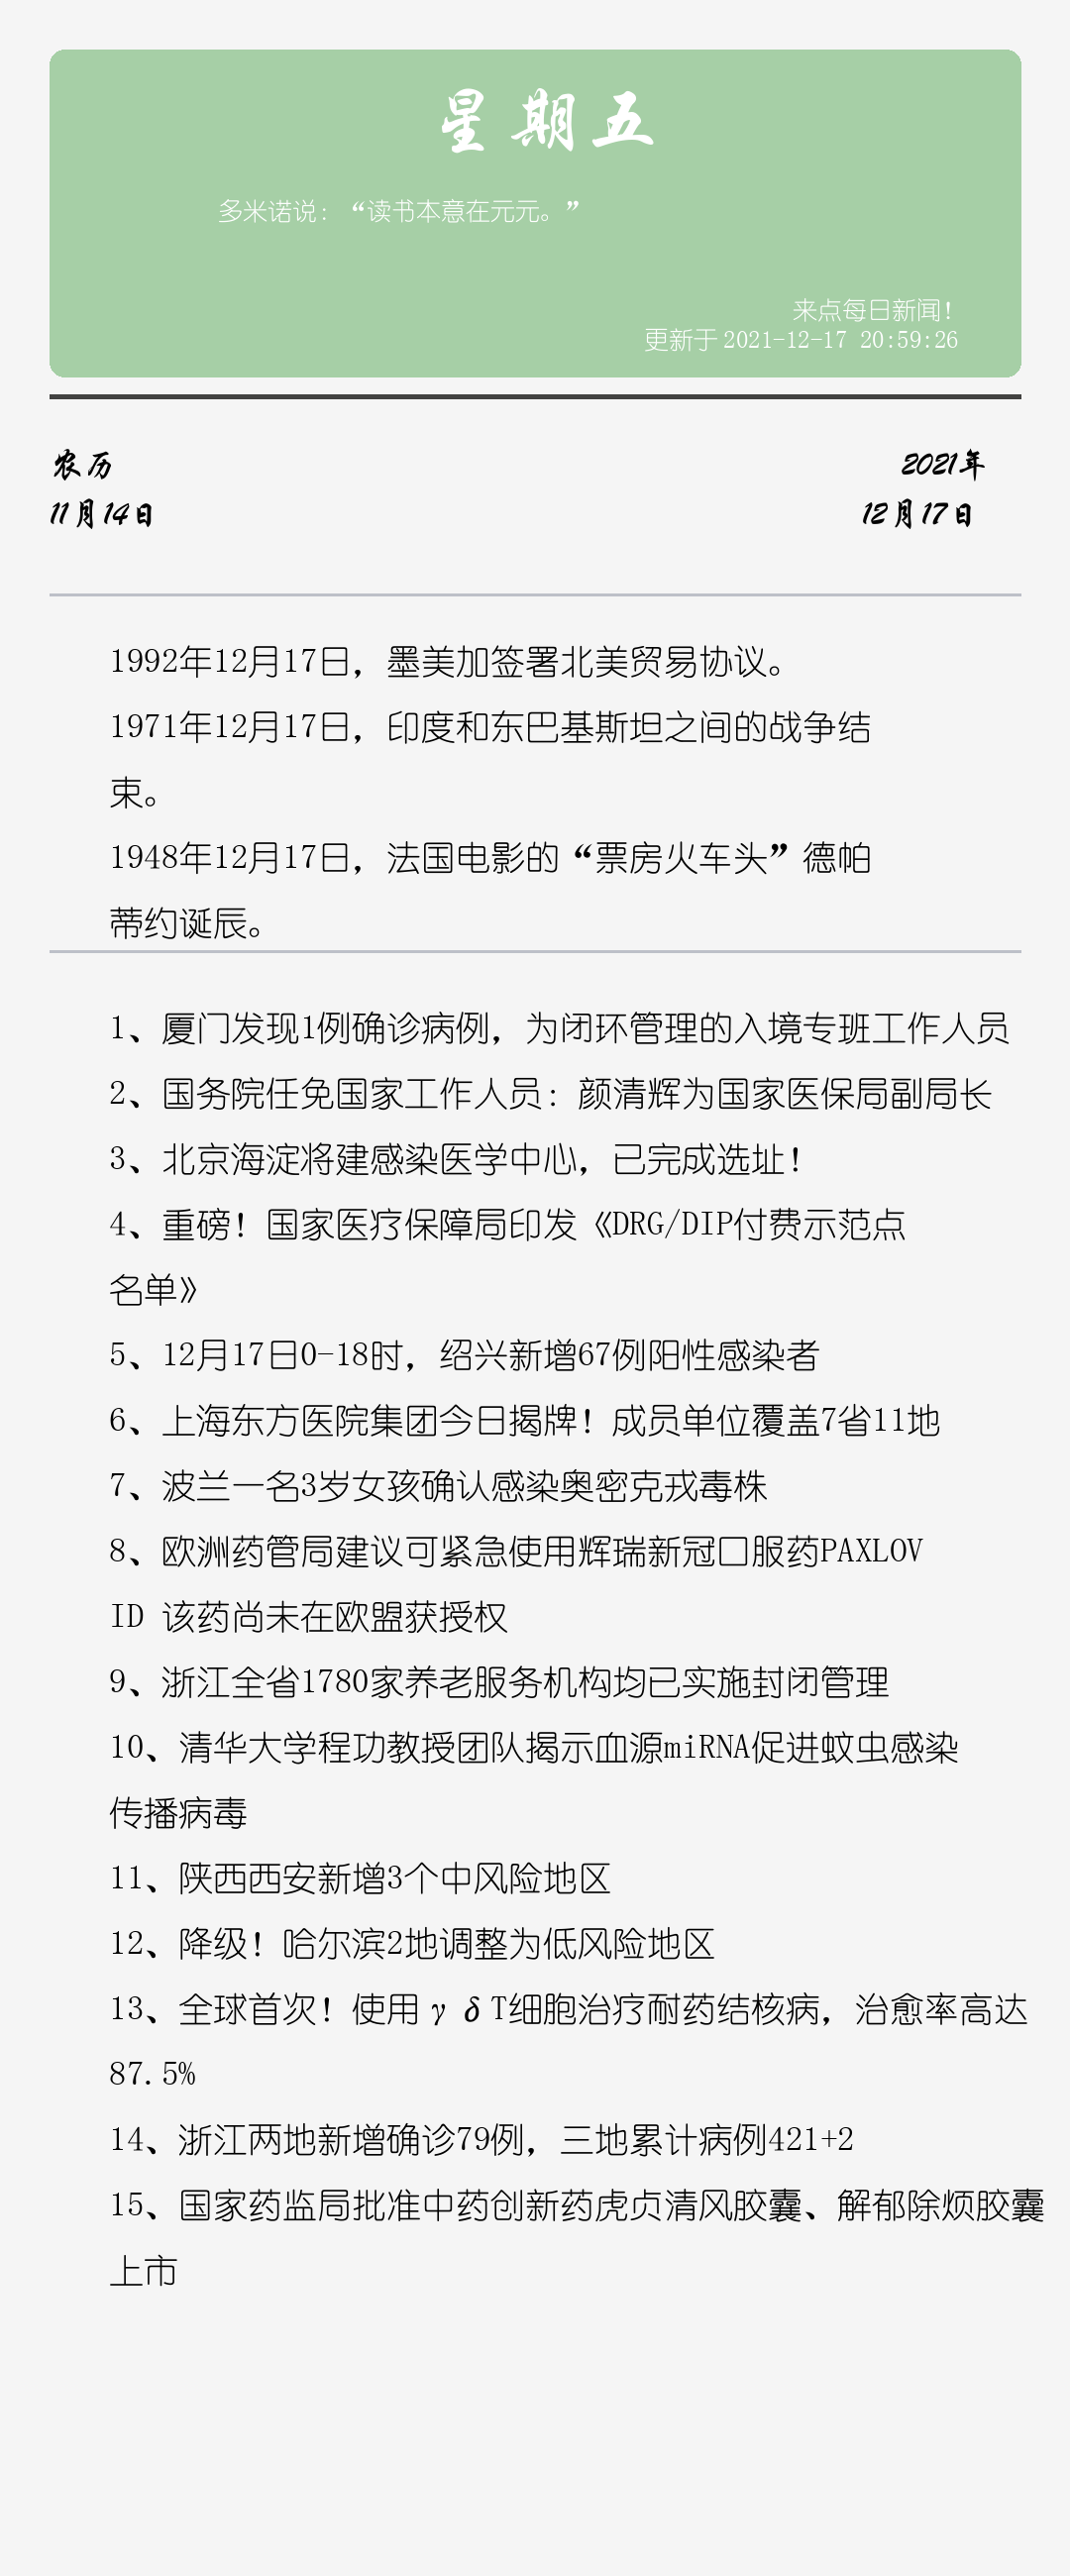 星期五
多米诺说：“读书本意在元元。”
来点每日新闻！
更新于2021-12-17 20:59:26
农历
2021年
11月14日
12月17日
1992年12月17日，墨美加签署北美贸易协议。
1971年12月17日，印度和东巴基斯坦之间的战争结
束。
1948年12月17日，法国电影的“票房火车头”德帕
蒂约诞辰。
1、厦门发现1例确诊病例，为闭环管理的入境专班工作人员
2、国务院任免国家工作人员：颜清辉为国家医保局副局长
3、北京海淀将建感染医学中心，已完成选址！
4、重磅！国家医疗保障局印发《DRG/DIP付费示范点
名单》
5、12月17日0-18时，绍兴新增67例阳性感染者
6、上海东方医院集团今日揭牌！成员单位覆盖7省11地
7、波兰一名3岁女孩确认感染奥密克戎毒株
8、欧洲药管局建议可紧急使用辉瑞新冠口服药PAXLOV
ID 该药尚未在欧盟获授权
9、浙江全省1780家养老服务机构均已实施封闭管理
10、清华大学程功教授团队揭示血源miRNA促进蚊虫感染
传播病毒
11、陕西西安新增3个中风险地区
12、降级！哈尔滨2地调整为低风险地区
13、全球首次！使用γδT细胞治疗耐药结核病，治愈率高达
87.5%
14、浙江两地新增确诊79例，三地累计病例421+2
15、国家药监局批准中药创新药虎贞清风胶囊、解郁除烦胶囊
上市